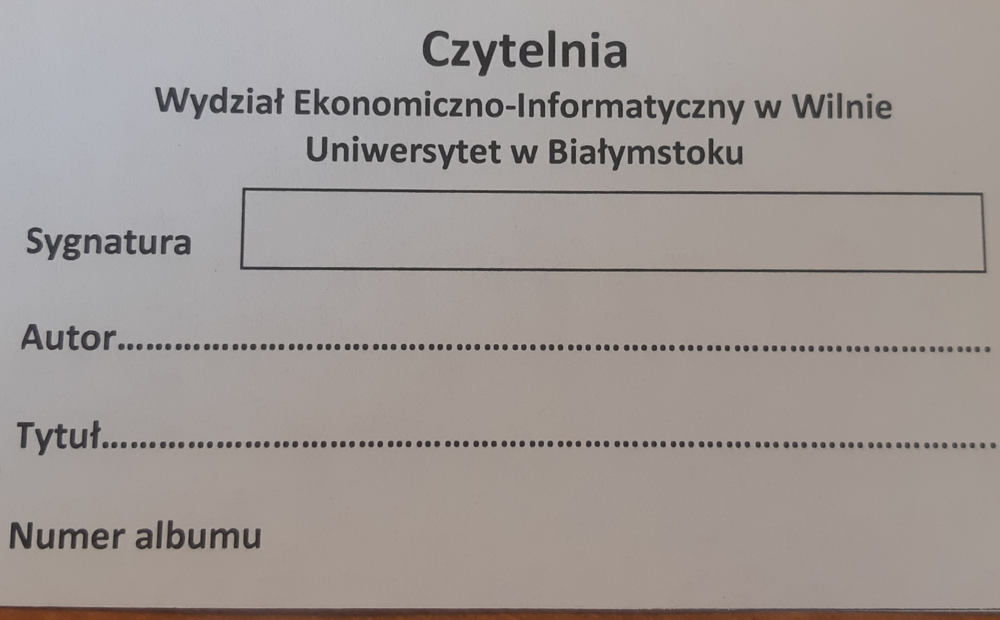 Czytelnia
Wydział Ekonomiczno-Informatyczny w Wilnie
Uniwersytet w Białymstoku
Sygnatura
Autor........................................................................................................
Tytuł........................................................................................................
Numer albumu